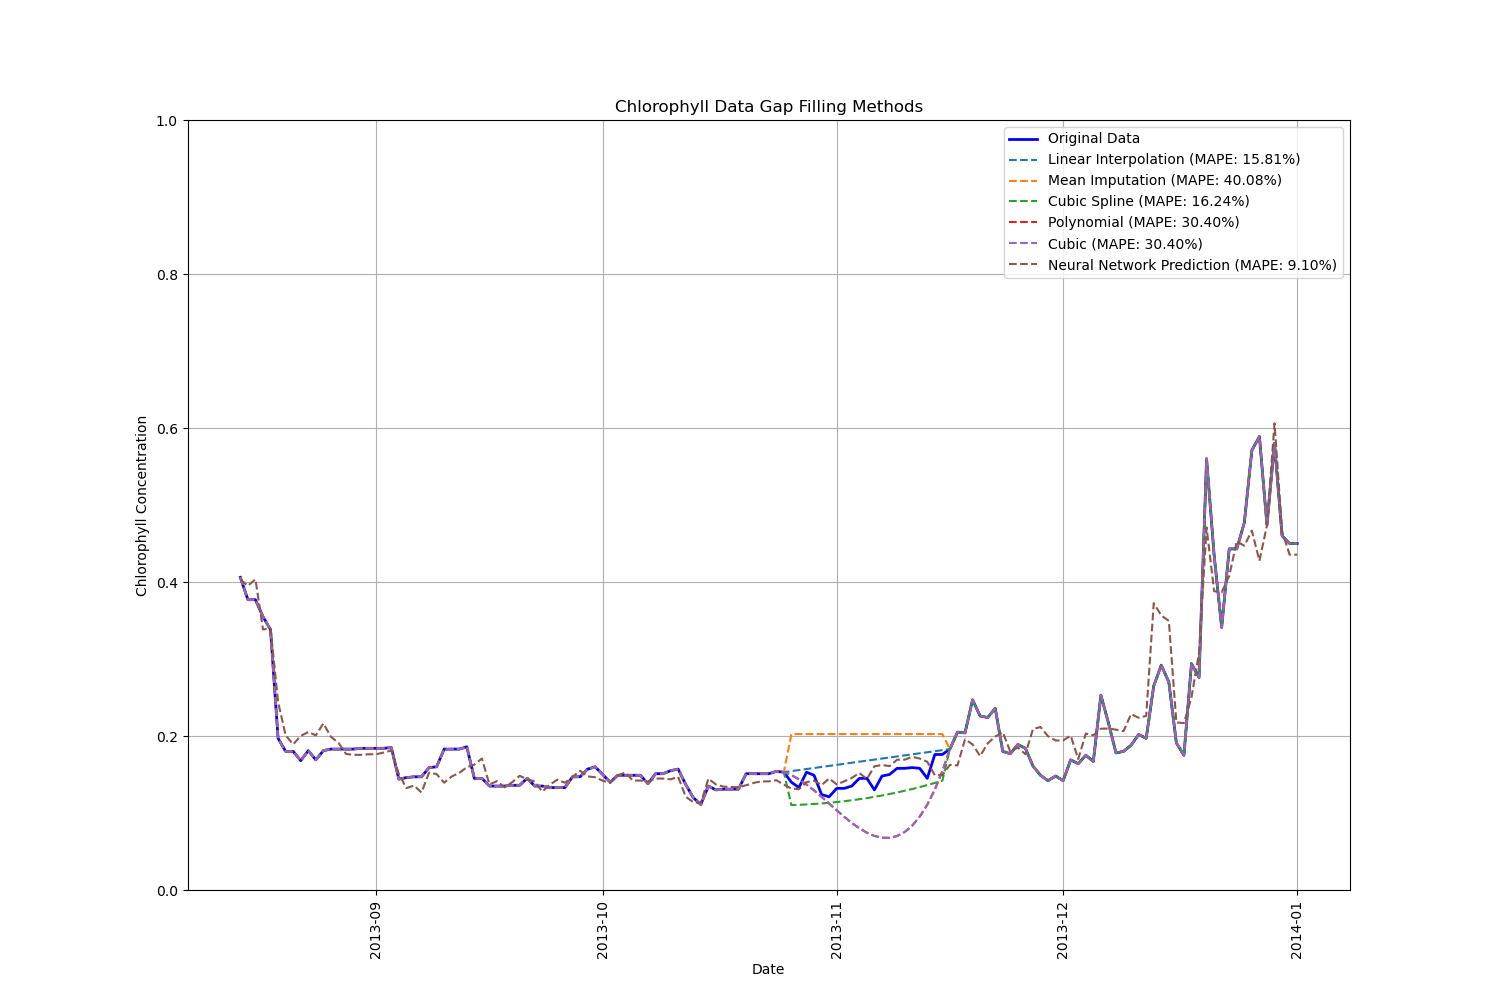 Chlorophyll Data Gap Filling Methods
1.0
0.8
0.6
0.4
0.2
0.0
Chlorophyll Concentration
Original Data
Linear Interpolation (MAPE: 15.81%)
Mean Imputation (MAPE: 40.08%)
Cubic Spline (MAPE: 16.24%)
Polynomial (MAPE: 30.40%)
Cubic (MAPE: 30.40%)
Neural Network Prediction (MAPE: 9.10%)
2013-09
2013-10
2013-11
2013-12
2014-01
Date